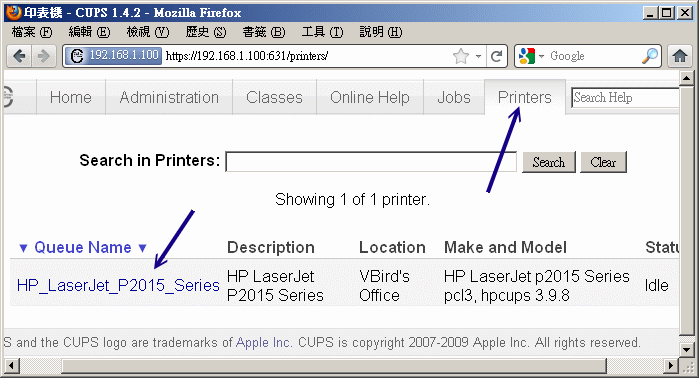 印表機 - CUPS 1.4.2 - Mozilla Firefox
檔案 (F) 編輯 (E) 檢視 (V) 歷史 (S) 書籤 (B) 工具 (T) 說明 (H)
192.168.1.100 https://192.168.1.100:631/printers/ Google
Home Administration Classes Online Help Jobs Printers Search Help
Search in Printers: Search Clear
Showing 1 of 1 printer.
▼ Queue Name ▼ Description Location Make and Model Statu
HP_LaserJet_P2015_Series HP LaserJet P2015 Series VBird's Office HP LaserJet p2015 Series pcl3, hpcups 3.9.8 Idle
S and the CUPS logo are trademarks of Apple Inc. CUPS is copyright 2007-2009 Apple Inc. All rights reserved.